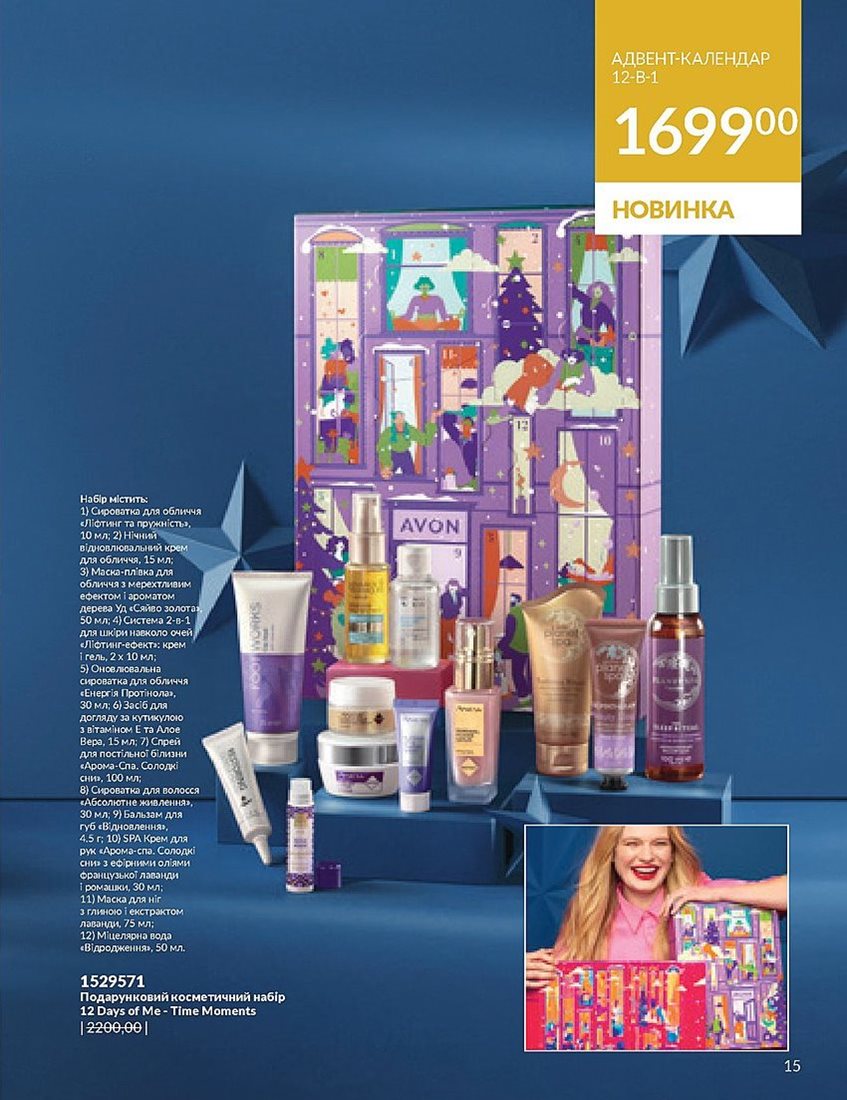 АДВЕНТ-КАЛЕНДАР
12-В-1
1699⁰⁰
НОВИНКА
AVON
Набір містить:
1) Сироватка для обличчя
«Ліфтинг та пружність»,
10 мл; 2) Нічний
відновлювальний крем
для обличчя, 15 мл;
3) Маска-плівка для
обличчя з мерехтливим
ефектом і ароматом
дерева Уд «Сяйво золота»,
50 мл; 4) Система 2-в-1
для шкіри навколо очей
«Ліфтинг-ефект»: крем
і гель, 2 x 10 мл;
5) Оновлювальна
сироватка для обличчя
«Енергія Протінола»,
30 мл; 6) Засіб для
догляду за кутикулою
з вітаміном Е та Алое
Вера, 15 мл; 7) Спрей
для постільної білизни
«Арома-Спа. Солодкі
сни», 100 мл;
8) Сироватка для волосся
«Абсолютне живлення»,
30 мл; 9) Бальзам для
губ «Відновлення»,
4.5 г; 10) SPA Крем для
рук «Арома-спа. Солодкі
сни» з ефірними оліями
французької лаванди
і ромашки, 30 мл;
11) Маска для ніг
з глиною і екстрактом
лаванди, 75 мл;
12) Міцелярна вода
«Відродження», 50 мл.
FOOTWORKS
planet
spa
planet
spa
1529571
Подарунковий косметичний набір
12 Days of Me - Time Moments
| 2200,00 |
15